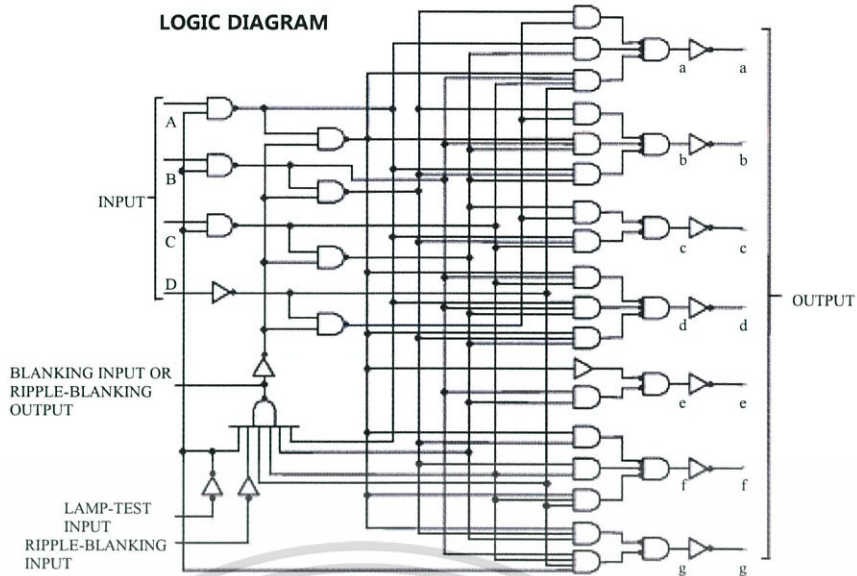 LOGIC DIAGRAM
a a
A
b b
B
INPUT
C
c c
D
OUTPUT
d d
BLANKING INPUT OR
RIPPLE-BLANKING
OUTPUT
e e
LAMP-TEST
INPUT
f f
RIPPLE-BLANKING
INPUT
g g